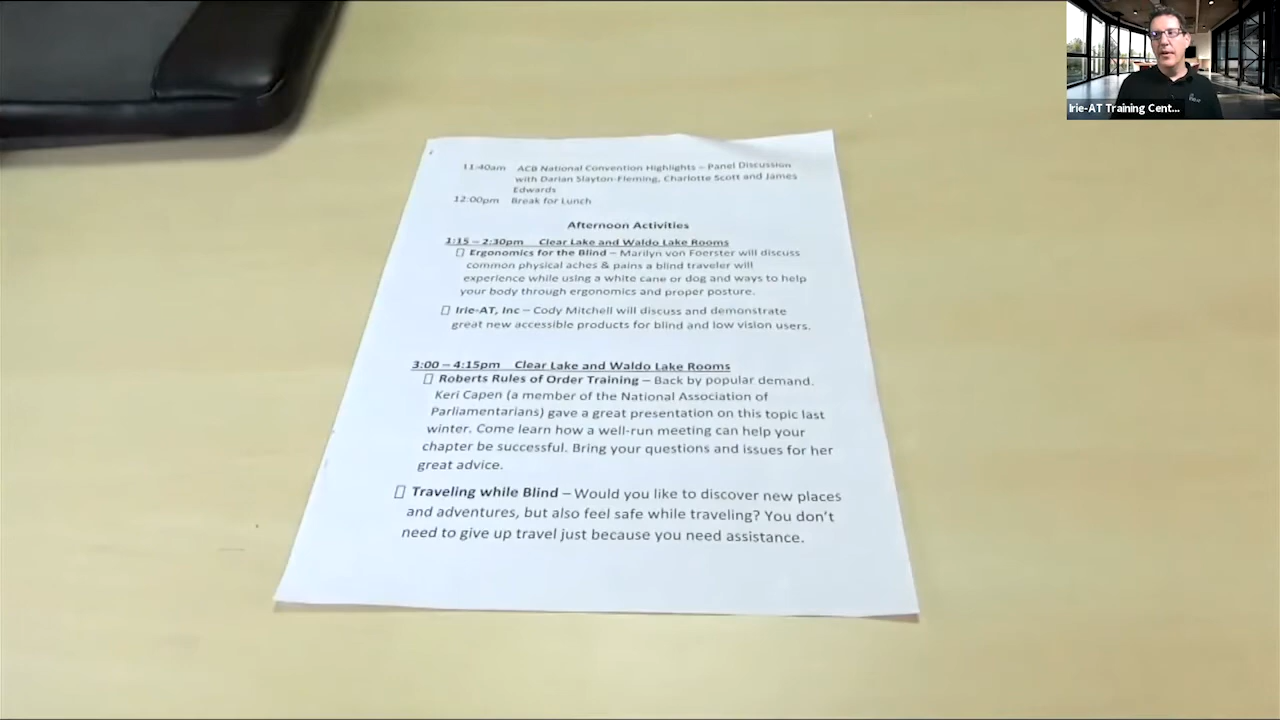 Irie-AT Training Cent...
11:40am ACB National Convention Highlights – Panel Discussion
with Darian Slayton-Fleming, Charlotte Scott and James
Edwards
12:00pm Break for Lunch
Afternoon Activities
1:15 – 2:30pm Clear Lake and Waldo Lake Rooms
Ergonomics for the Blind – Marilyn von Foerster will discuss
common physical aches & pains a blind traveler will
experience while using a white cane or dog and ways to help
your body through ergonomics and proper posture.
Irie-AT, Inc – Cody Mitchell will discuss and demonstrate
great new accessible products for blind and low vision users.
3:00 – 4:15pm Clear Lake and Waldo Lake Rooms
Roberts Rules of Order Training – Back by popular demand.
Keri Capen (a member of the National Association of
Parliamentarians) gave a great presentation on this topic last
winter. Come learn how a well-run meeting can help your
chapter be successful. Bring your questions and issues for her
great advice.
Traveling while Blind – Would you like to discover new places
and adventures, but also feel safe while traveling? You don't
need to give up travel just because you need assistance.